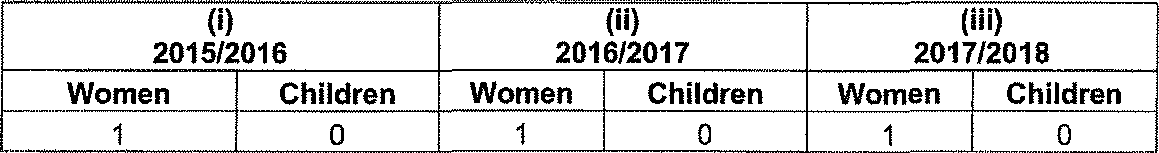 (i) (ii) (iii)
2015/2016 2016/2017 2017/2018
Women Children Women Children Women Children
1 0 1 0 1 0